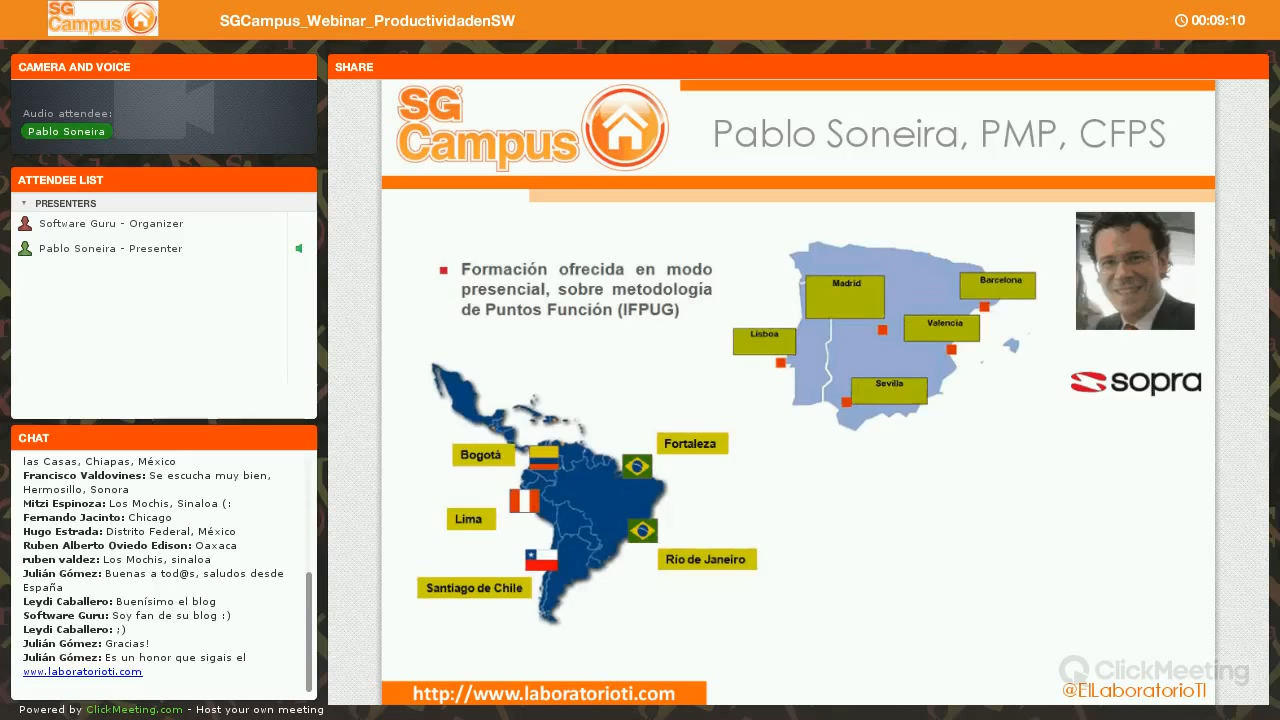 SG
Campus
SGCampus_Webinar_ProductividadenSW
00:09:10
CAMERA AND VOICE
Audio attendee:
Pablo Soneira
ATTENDEE LIST
PRESENTERS
Software Guru - Organizer
Pablo Soneira - Presenter
CHAT
las Casas, Chiapas, México
Francisco Valdovines: Se escucha muy bien,
Hermosillo, Sonora
Mitzi Espinoza: Los Mochis, Sinaloa (:
Fernando Jacinto: Chicago
Hugo Estrada: Distrito Federal, México
Ruben Alberto Oviedo Edison: Oaxaca
ruben valdez: Los Mochis, sinaloa
Julián Gómez: Buenas a tod@s, saludos desde
España
Leydi Caballero: Buenísimo el blog
Software Guru: Soy fan de su blog :)
Leydi Caballero: ;)
Julián Gómez: Gracias!
Julián Gómez: Es un honor que sigais el
www.laboratorioti.com
Powered by ClickMeeting.com - Host your own meeting
SHARE
SG
Campus
Pablo Soneira, PMP, CFPS
Formación ofrecida en modo
presencial, sobre metodología
de Puntos Función (IFPUG)
Madrid
Barcelona
Valencia
Lisboa
Sevilla
sopra
Bogotá
Fortaleza
Lima
Río de Janeiro
Santiago de Chile
http://www.laboratorioti.com
ClickMeeting
@ElLaboratorioTI